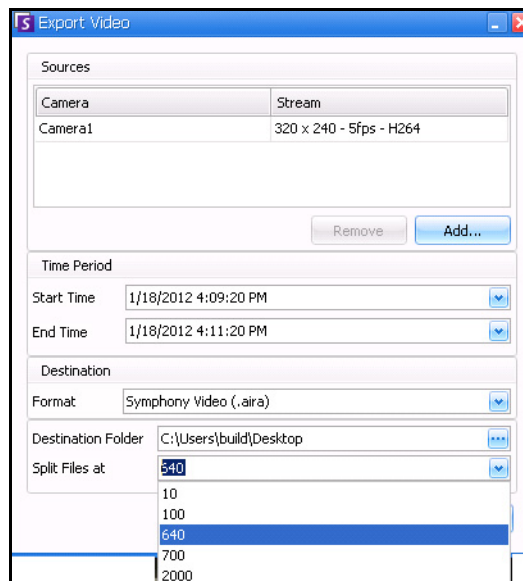 Export Video
Sources
Camera Stream
Camera1 320 x 240 - 5fps - H264
Remove Add...
Time Period
Start Time 1/18/2012 4:09:20 PM
End Time 1/18/2012 4:11:20 PM
Destination
Format Symphony Video (.aira)
Destination Folder C:\Users\build\Desktop ...
Split Files at 640
10
100
640
700
2000